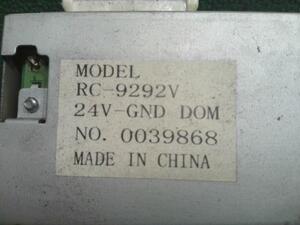 MODEL
RC-9292V
24V-GND DOM
NO. 0039868
MADE IN CHINA